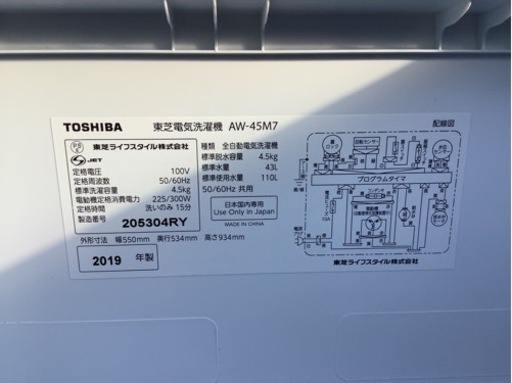 TOSHIBA 東芝電気洗濯機 AW-45M7
PS
E
JET
東芝ライフスタイル株式会社
定格電圧 100V
定格周波数 50/60Hz
標準洗濯容量 4.5kg
電動機定格消費電力 225/300W
定格時間 洗いのみ 15分
製造番号
205304RY
種類 全自動電気洗濯機
標準脱水容量 4.5kg
標準水量 43L
標準使用水量 110L
50/60Hz 共用
日本国内専用
Use Only in Japan
MADE IN CHINA
外形寸法 幅550mm 奥行534mm 高さ934mm
2019 年製
配線図
プログラムタイマ
コンデンサ
東芝ライフスタイル株式会社